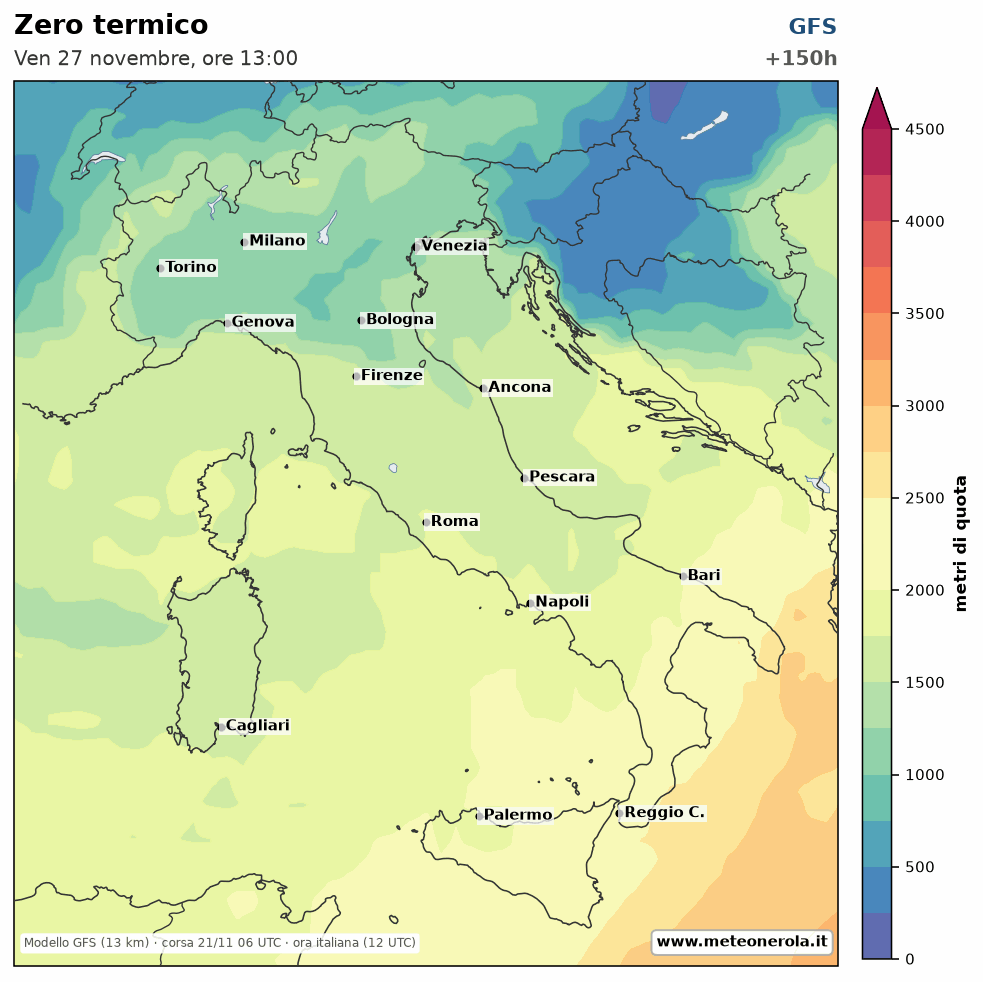 Zero termico
GFS
Ven 27 novembre, ore 13:00
+150h
Milano
Venezia
Torino
Genova
Bologna
Firenze
Ancona
Pescara
Roma
Bari
Napoli
Cagliari
Palermo
Reggio C.
4500
4000
3500
3000
2500
2000
1500
1000
500
0
metri di quota
Modello GFS (13 km) · corsa 21/11 06 UTC · ora italiana (12 UTC)
www.meteonerola.it